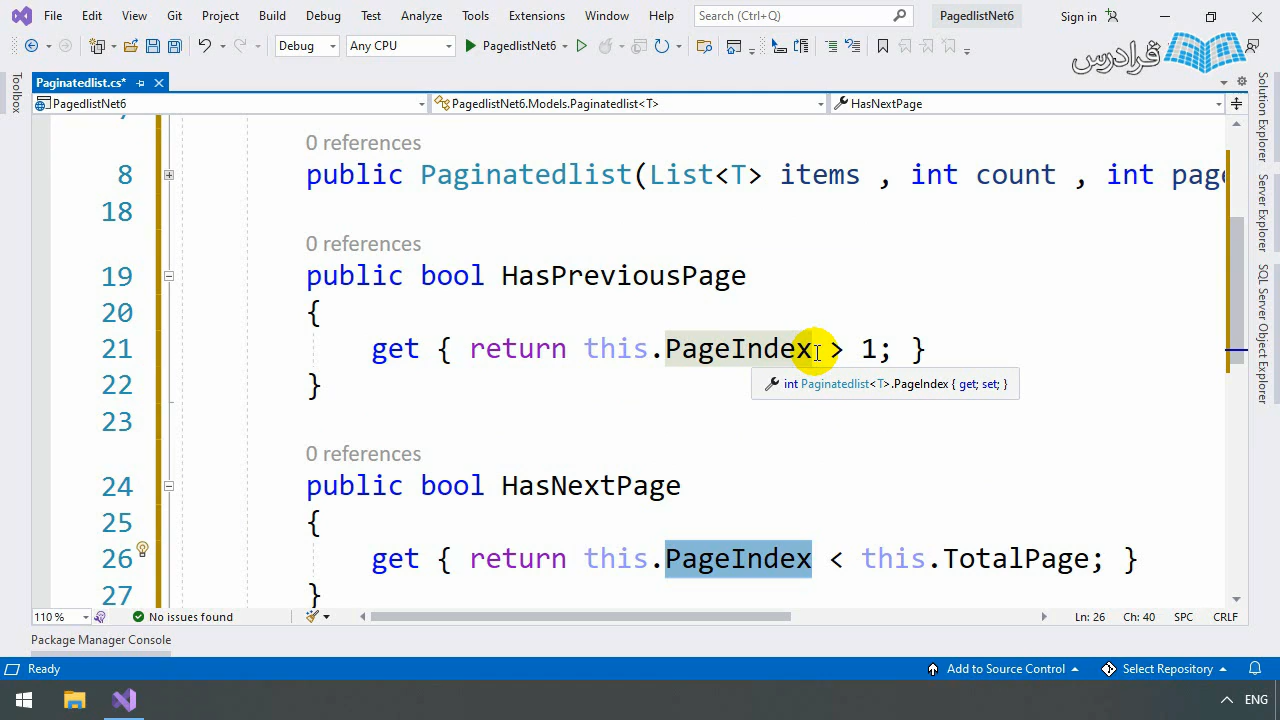 File Edit View Git Project Build Debug Test Analyze Tools Extensions Window Help Search (Ctrl+Q) PagedlistNet6 Sign in
Debug Any CPU PagedlistNet6
فرادرس
Paginatedlist.cs*
PagedlistNet6 PagedlistNet6.Models.Paginatedlist<T> HasNextPage
Toolbox
Solution Explorer
Server Explorer
SQL Server Object Explorer
0 references
8 public Paginatedlist(List<T> items , int count , int page
18
0 references
19 public bool HasPreviousPage
20 {
21 get { return this.PageIndex > 1; }
int Paginatedlist<T>.PageIndex { get; set; }
22 }
23
0 references
24 public bool HasNextPage
25 {
26 get { return this.PageIndex < this.TotalPage; }
27 }
110 % No issues found Ln: 26 Ch: 40 SPC CRLF
Package Manager Console
Ready Add to Source Control Select Repository
ENG